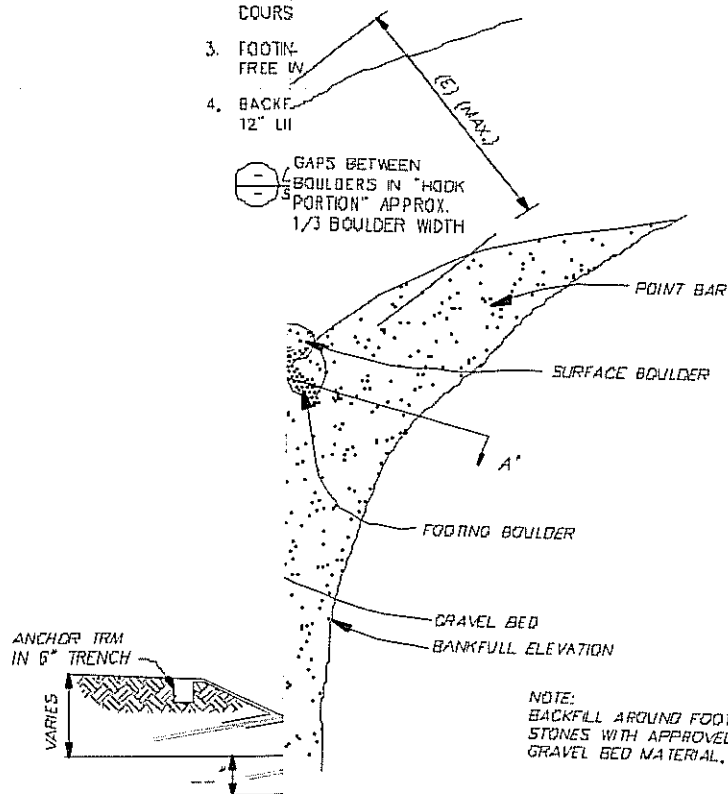 COURS
3. FOOTIN
FREE IN
4. BACKF
12" LI
(E) (MAX.)
GAPS BETWEEN
BOULDERS IN "HOOK
PORTION" APPROX.
1/3 BOULDER WIDTH
POINT BAR
SURFACE BOULDER
A"
FOOTING BOULDER
GRAVEL BED
BANKFULL ELEVATION
ANCHOR TRM
IN 6" TRENCH
VARIES
NOTE:
BACKFILL AROUND FOOT
STONES WITH APPROVED
GRAVEL BED MATERIAL.